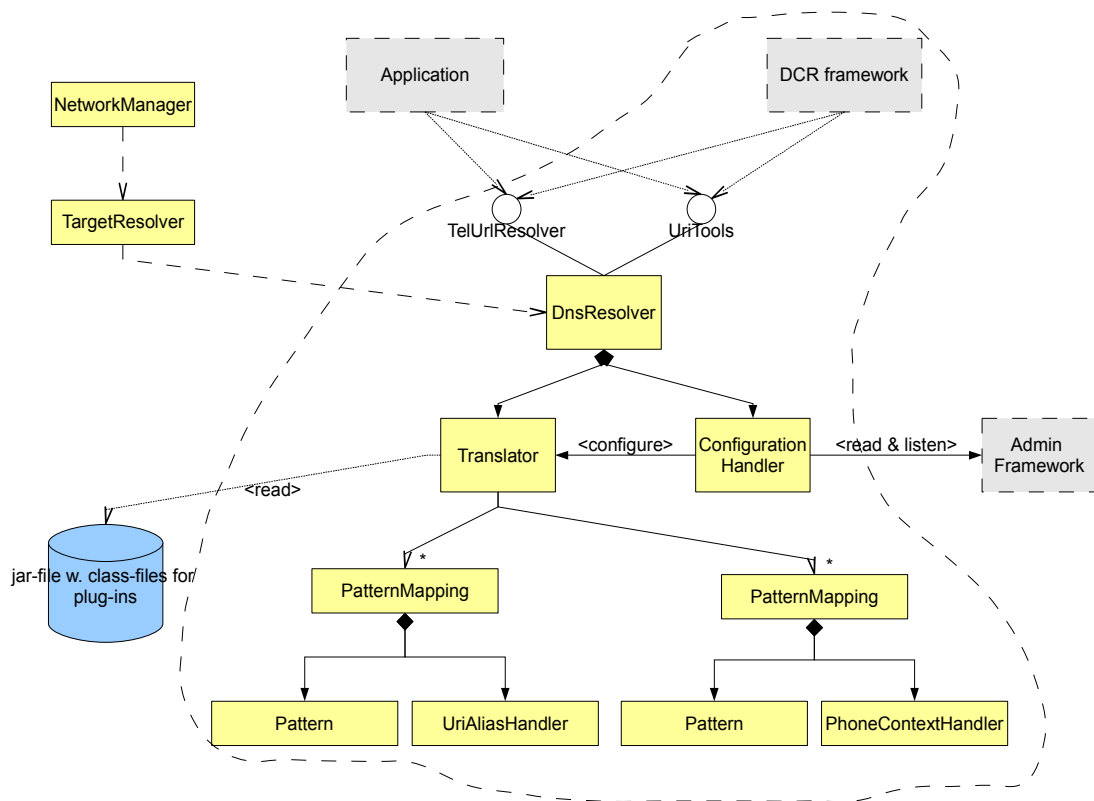 Application
DCR framework
NetworkManager
TargetResolver
TelUrlResolver
UriTools
DnsResolver
Translator
<configure>
Configuration
Handler
<read & listen>
Admin
Framework
<read>
jar-file w. class-files for
plug-ins
*
PatternMapping
*
PatternMapping
Pattern
UriAliasHandler
Pattern
PhoneContextHandler